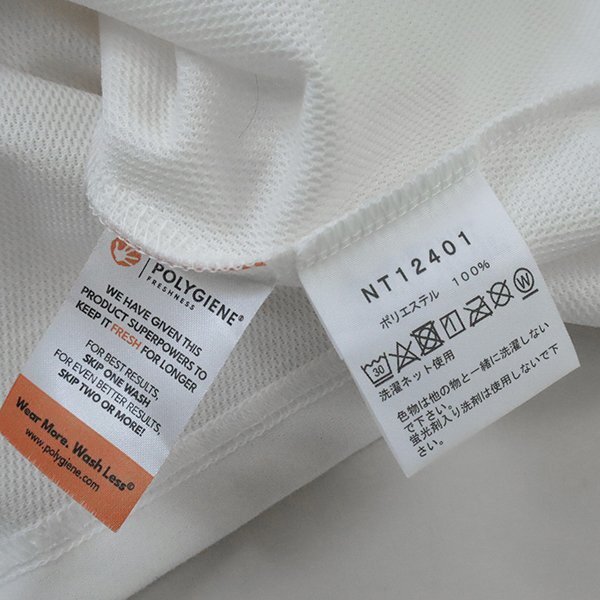 POLYGIENE®
FRESHNESS
WE HAVE GIVEN THIS
PRODUCT SUPERPOWERS TO
KEEP IT FRESH FOR LONGER
FOR BEST RESULTS,
SKIP ONE WASH
FOR EVEN BETTER RESULTS,
SKIP TWO OR MORE!
Wear More. Wash Less©
www.polygiene.com
NT12401
ポリエステル 100%
30 W
洗濯ネット使用
色物は他の物と一緒に洗濯しない
で下さい。
蛍光剤入り洗剤は使用しないで下
さい。